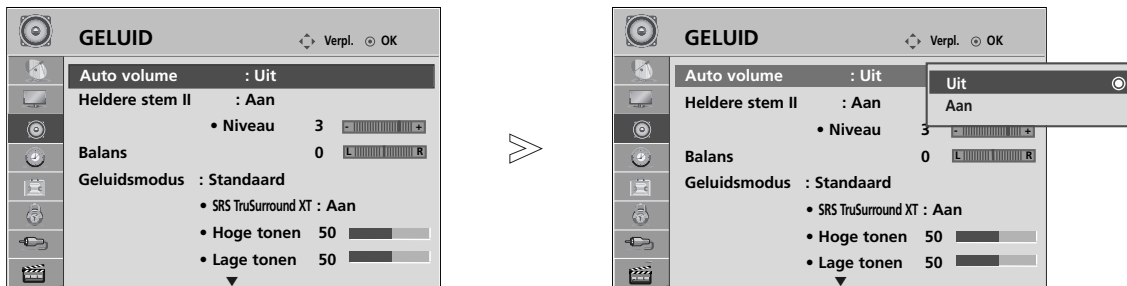 GELUID Verpl. OK
Auto volume : Uit
Heldere stem II : Aan
• Niveau 3 - +
Balans 0 L R
Geluidsmodus : Standaard
• SRS TruSurround XT : Aan
• Hoge tonen 50
• Lage tonen 50
GELUID Verpl. OK
Auto volume : Uit
Uit
Aan
Heldere stem II : Aan
• Niveau 3 - +
Balans 0 L R
Geluidsmodus : Standaard
• SRS TruSurround XT : Aan
• Hoge tonen 50
• Lage tonen 50